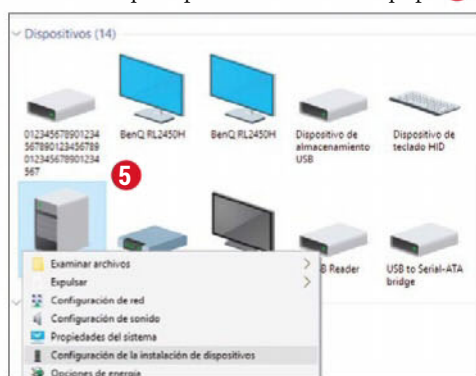 Dispositivos (14)
012345678901234
567890123456789
012345678901234
567
BenQ RL2450H
BenQ RL2450H
Dispositivo de
almacenamiento
USB
Dispositivo de
teclado HID
5
B Reader
USB to Serial-ATA
bridge
Examinar archivos
Expulsar
Configuración de red
Configuración de sonido
Propiedades del sistema
Configuración de la instalación de dispositivos
Opciones de energía